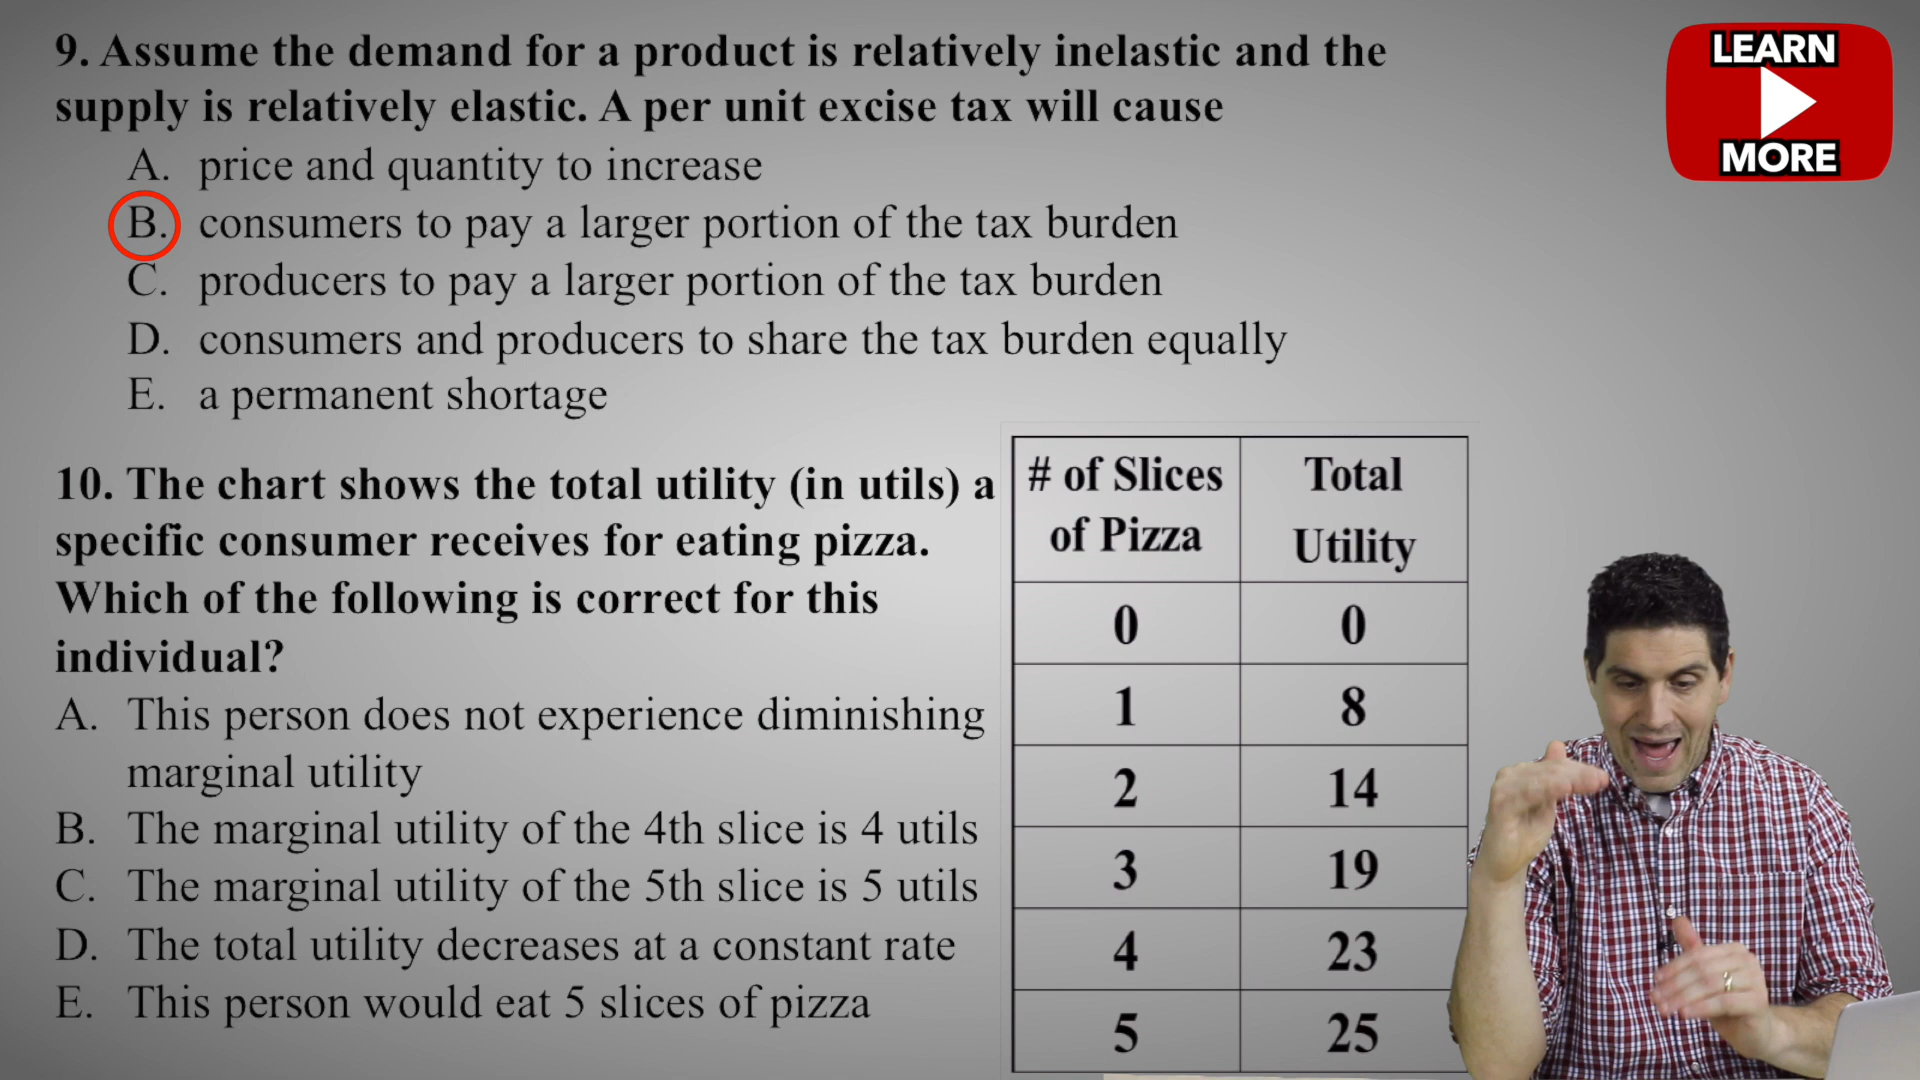 9. Assume the demand for a product is relatively inelastic and the
supply is relatively elastic. A per unit excise tax will cause
A. price and quantity to increase
B. consumers to pay a larger portion of the tax burden
C. producers to pay a larger portion of the tax burden
D. consumers and producers to share the tax burden equally
E. a permanent shortage
LEARN
MORE
10. The chart shows the total utility (in utils) a
specific consumer receives for eating pizza.
Which of the following is correct for this
individual?
A. This person does not experience diminishing
marginal utility
B. The marginal utility of the 4th slice is 4 utils
C. The marginal utility of the 5th slice is 5 utils
D. The total utility decreases at a constant rate
E. This person would eat 5 slices of pizza
# of Slices of Pizza Total Utility
0 0
1 8
2 14
3 19
4 23
5 25